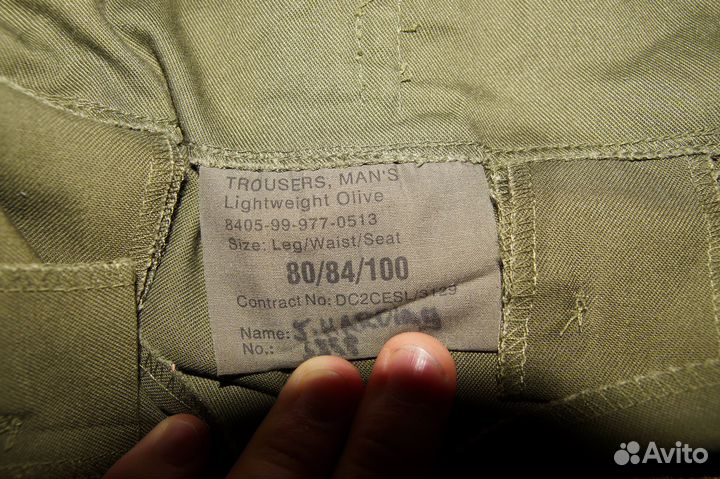 TROUSERS, MAN'S
Lightweight Olive
8405-99-977-0513
Size: Leg/Waist/Seat
80/84/100
Contract No: DC2CESL/3129
Name:
No.:
Avito